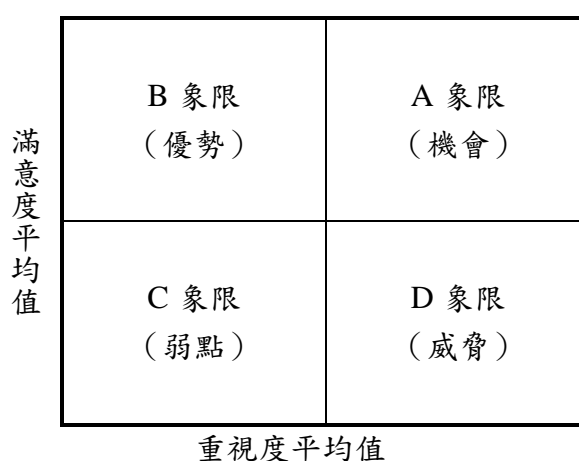 B 象限
（優勢）
A 象限
（機會）
滿意度平均值
C 象限
（弱點）
D 象限
（威脅）
重視度平均值